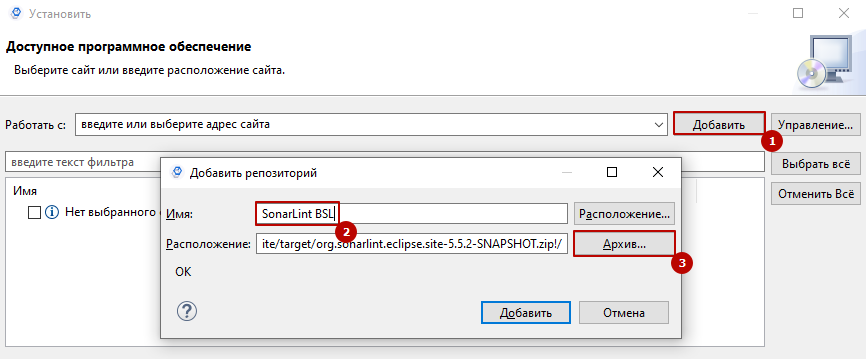 Установить
Доступное программное обеспечение
Выберите сайт или введите расположение сайта.
Работать с: введите или выберите адрес сайта Добавить Управление...
1
введите текст фильтра Выбрать всё
Добавить репозиторий
Имя Отменить Всё
Нет выбранного
Имя: SonarLint BSL Расположение...
2
Расположение: ite/target/org.sonarlint.eclipse.site-5.5.2-SNAPSHOT.zip!/ Архив...
3
OK
? Добавить Отмена